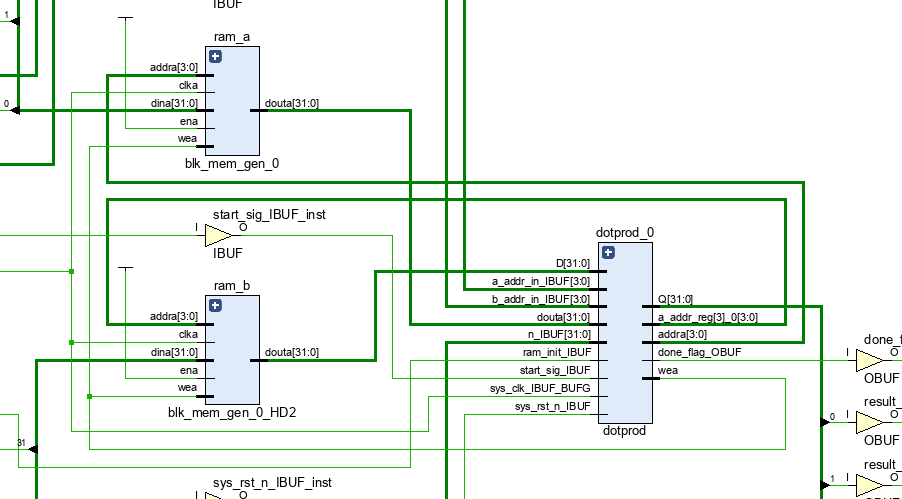 IBUF
1
ram_a
addra[3:0]
clka
0
dina[31:0]
douta[31:0]
ena
wea
blk_mem_gen_0
start_sig_IBUF_inst
I
O
IBUF
dotprod_0
D[31:0]
a_addr_in_IBUF[3:0]
b_addr_in_IBUF[3:0]
douta[31:0]
n_IBUF[31:0]
ram_init_IBUF
start_sig_IBUF
sys_clk_IBUF_BUFG
sys_rst_n_IBUF
Q[31:0]
a_addr_reg[3]_0[3:0]
addra[3:0]
done_flag_OBUF
wea
dotprod
ram_b
addra[3:0]
clka
dina[31:0]
douta[31:0]
ena
wea
blk_mem_gen_0_HD2
31
sys_rst_n_IBUF_inst
I
O
done_f
I
O
OBUF
result_
0
I
O
OBUF
result_
1
I
O